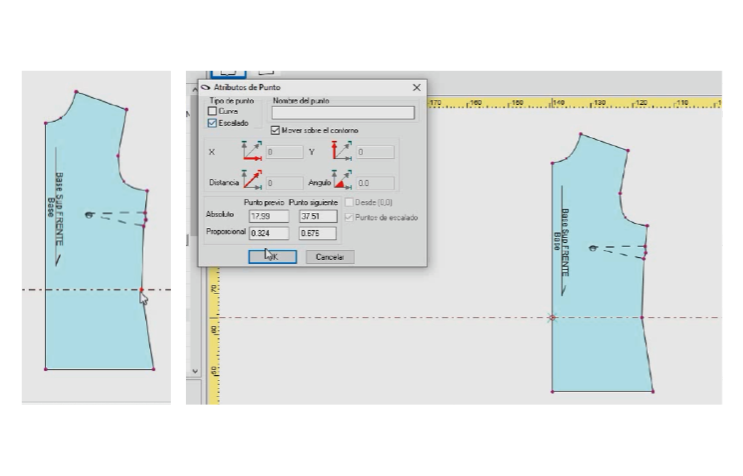 Base Sup FRENTE
Base
Atributos de Punto
Tipo de punto
Nombre del punto
Curva
Escalado
Mover sobre el contorno
X 0 Y 0
Distancia 0 Angulo 0.0
Punto previo Punto siguiente Desde (0,0)
Absoluto 17.99 37.51 Puntos de escalado
Proporcional 0.324 0.676
OK Cancelar
170 160 150 140 130 120 110
Base Sup FRENTE
Base